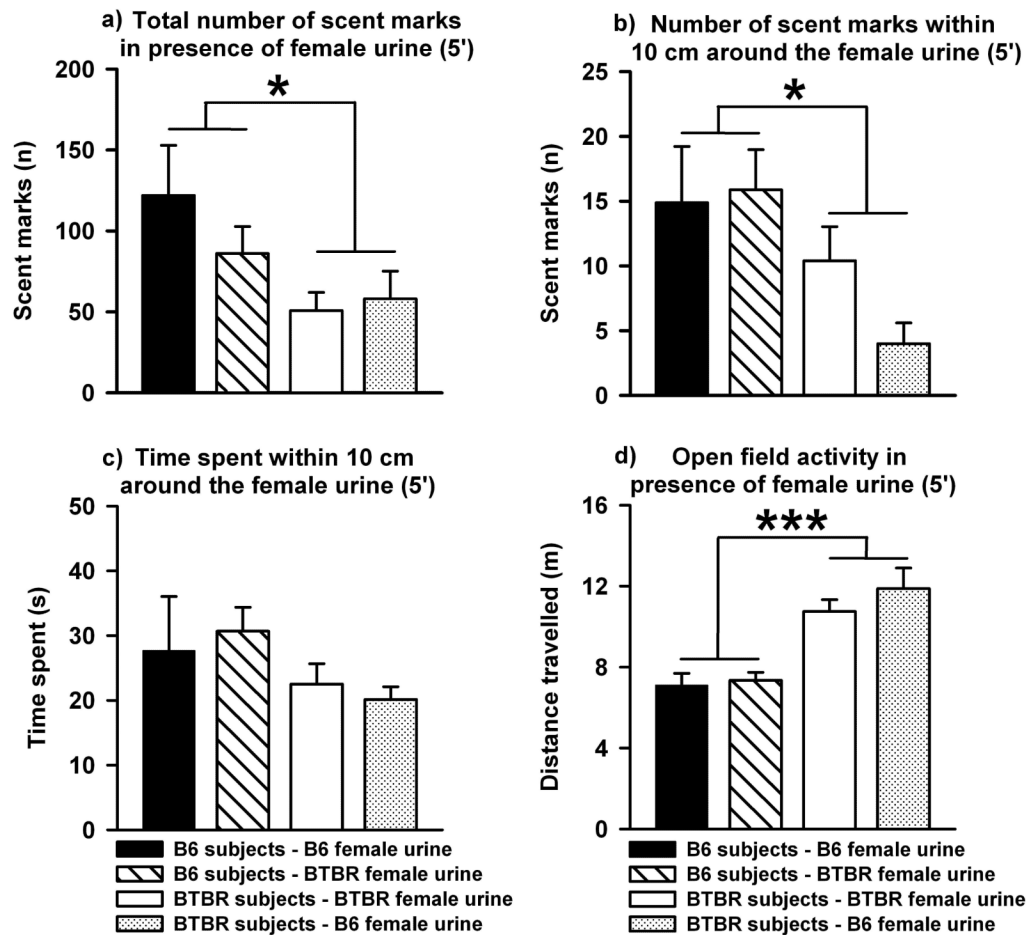 a) Total number of scent marks
in presence of female urine (5')
Scent marks (n)
200
150
100
50
0
*
b) Number of scent marks within
10 cm around the female urine (5')
Scent marks (n)
25
20
15
10
5
0
*
c) Time spent within 10 cm
around the female urine (5')
Time spent (s)
50
40
30
20
10
0
B6 subjects - B6 female urine
B6 subjects - BTBR female urine
BTBR subjects - BTBR female urine
BTBR subjects - B6 female urine
d) Open field activity in
presence of female urine (5')
Distance travelled (m)
16
12
8
4
0
***
B6 subjects - B6 female urine
B6 subjects - BTBR female urine
BTBR subjects - BTBR female urine
BTBR subjects - B6 female urine